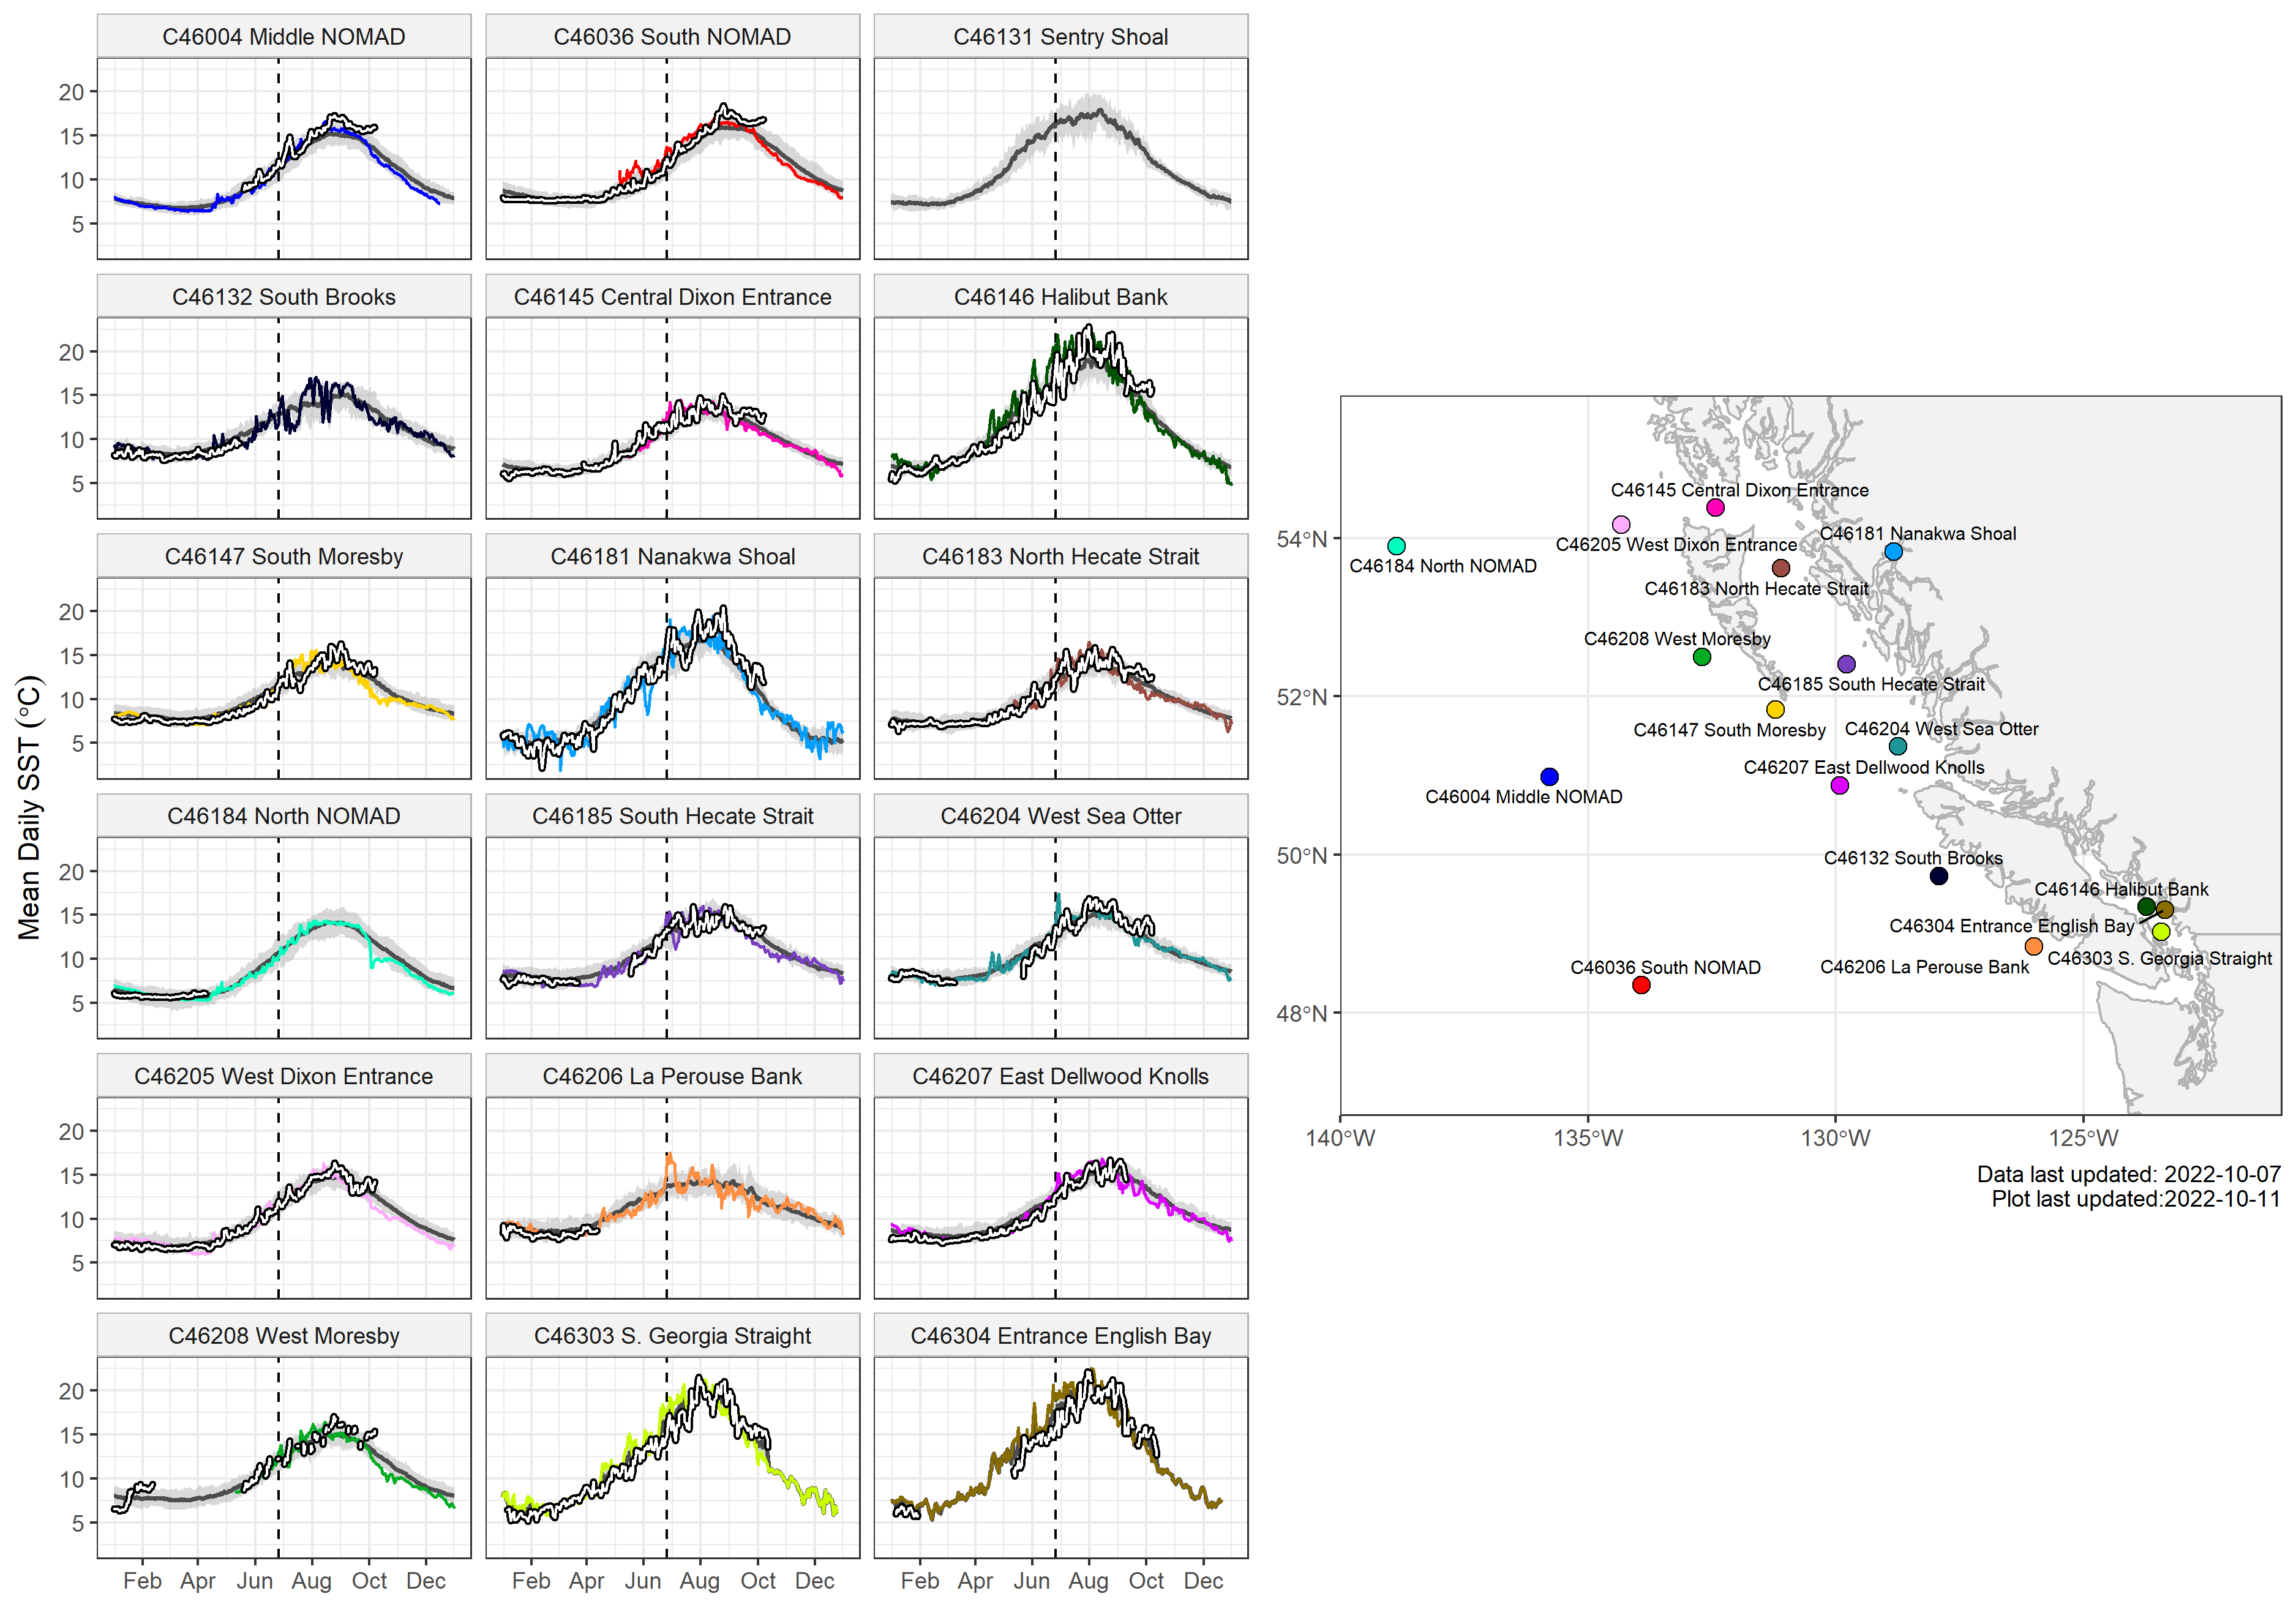 C46004 Middle NOMAD
C46036 South NOMAD
C46131 Sentry Shoal
20
15
10
5
C46132 South Brooks
C46145 Central Dixon Entrance
C46146 Halibut Bank
20
15
10
5
C46147 South Moresby
C46181 Nanakwa Shoal
C46183 North Hecate Strait
20
15
10
5
C46184 North NOMAD
C46185 South Hecate Strait
C46204 West Sea Otter
20
15
10
5
C46205 West Dixon Entrance
C46206 La Perouse Bank
C46207 East Dellwood Knolls
20
15
10
5
C46208 West Moresby
C46303 S. Georgia Straight
C46304 Entrance English Bay
20
15
10
5
Feb Apr Jun Aug Oct Dec
Feb Apr Jun Aug Oct Dec
Feb Apr Jun Aug Oct Dec
Mean Daily SST (°C)
C46145 Central Dixon Entrance
C46181 Nanakwa Shoal
C46205 West Dixon Entrance
C46184 North NOMAD
C46183 North Hecate Strait
C46208 West Moresby
C46185 South Hecate Strait
C46147 South Moresby
C46204 West Sea Otter
C46207 East Dellwood Knolls
C46004 Middle NOMAD
C46132 South Brooks
C46146 Halibut Bank
C46304 Entrance English Bay
C46303 S. Georgia Straight
C46206 La Perouse Bank
C46036 South NOMAD
54°N
52°N
50°N
48°N
140°W
135°W
130°W
125°W
Data last updated: 2022-10-07
Plot last updated:2022-10-11